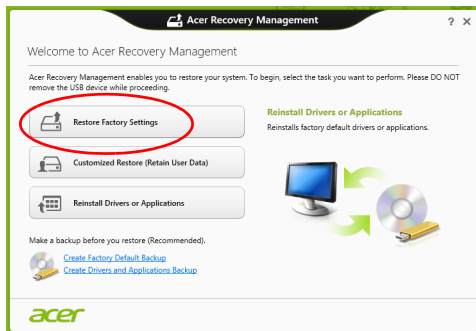 Acer Recovery Management
? X
Welcome to Acer Recovery Management
Acer Recovery Management enables you to restore your system. To begin, select the task you want to perform. Please DO NOT
remove the USB device while proceeding.
Restore Factory Settings
Customized Restore (Retain User Data)
Reinstall Drivers or Applications
Reinstall Drivers or Applications
Reinstalls factory default drivers or applications.
Make a backup before you restore (Recommended).
Create Factory Default Backup
Create Drivers and Applications Backup
acer